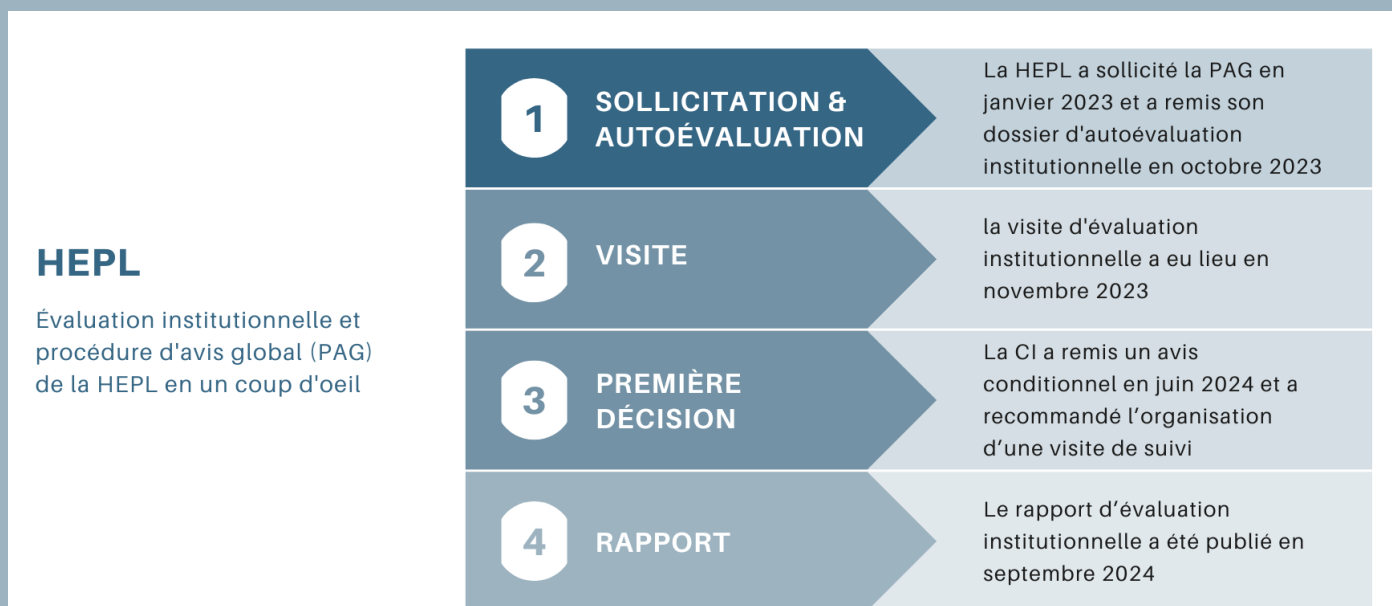 HEPL
Évaluation institutionnelle et
procédure d'avis global (PAG)
de la HEPL en un coup d'oeil
1
SOLLICITATION &
AUTOÉVALUATION
La HEPL a sollicité la PAG en
janvier 2023 et a remis son
dossier d'autoévaluation
institutionnelle en octobre 2023
2
VISITE
la visite d'évaluation
institutionnelle a eu lieu en
novembre 2023
3
PREMIÈRE
DÉCISION
La CI a remis un avis
conditionnel en juin 2024 et a
recommandé l’organisation
d’une visite de suivi
4
RAPPORT
Le rapport d’évaluation
institutionnelle a été publié en
septembre 2024